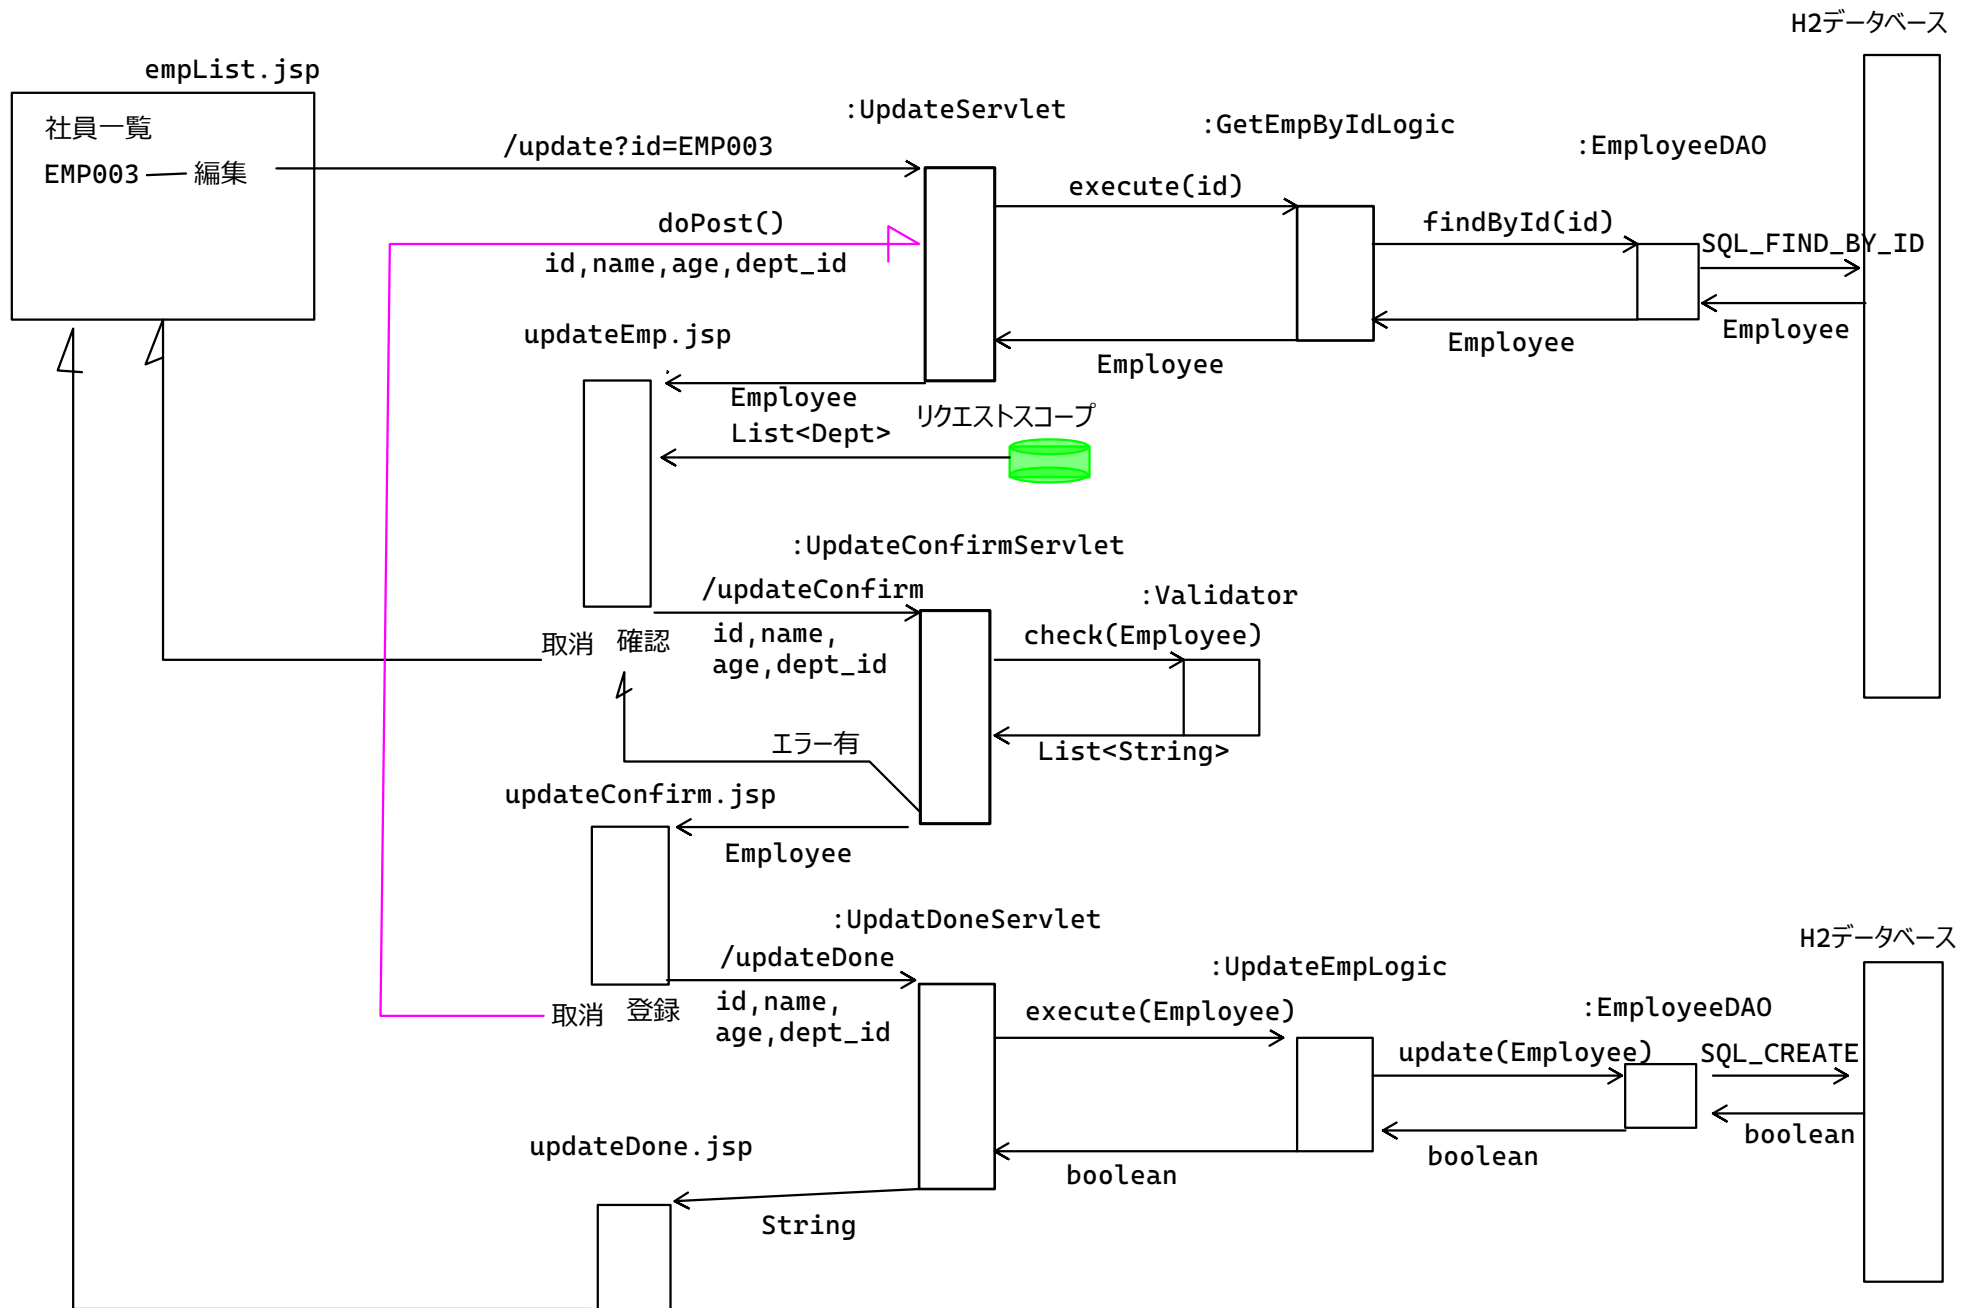 H2データベース
empList.jsp
社員一覧
EMP003
編集
/update?id=EMP003
:UpdateServlet
:GetEmpByIdLogic
:EmployeeDAO
execute(id)
findById(id)
SQL_FIND_BY_ID
doPost()
id,name,age,dept_id
updateEmp.jsp
Employee
Employee
Employee
Employee
List<Dept>
リクエストスコープ
:UpdateConfirmServlet
/updateConfirm
:Validator
取消
確認
id,name,
age,dept_id
check(Employee)
エラー有
List<String>
updateConfirm.jsp
Employee
:UpdatDoneServlet
/updateDone
:UpdateEmpLogic
H2データベース
取消
登録
id,name,
age,dept_id
execute(Employee)
:EmployeeDAO
update(Employee)
SQL_CREATE
boolean
boolean
boolean
updateDone.jsp
String